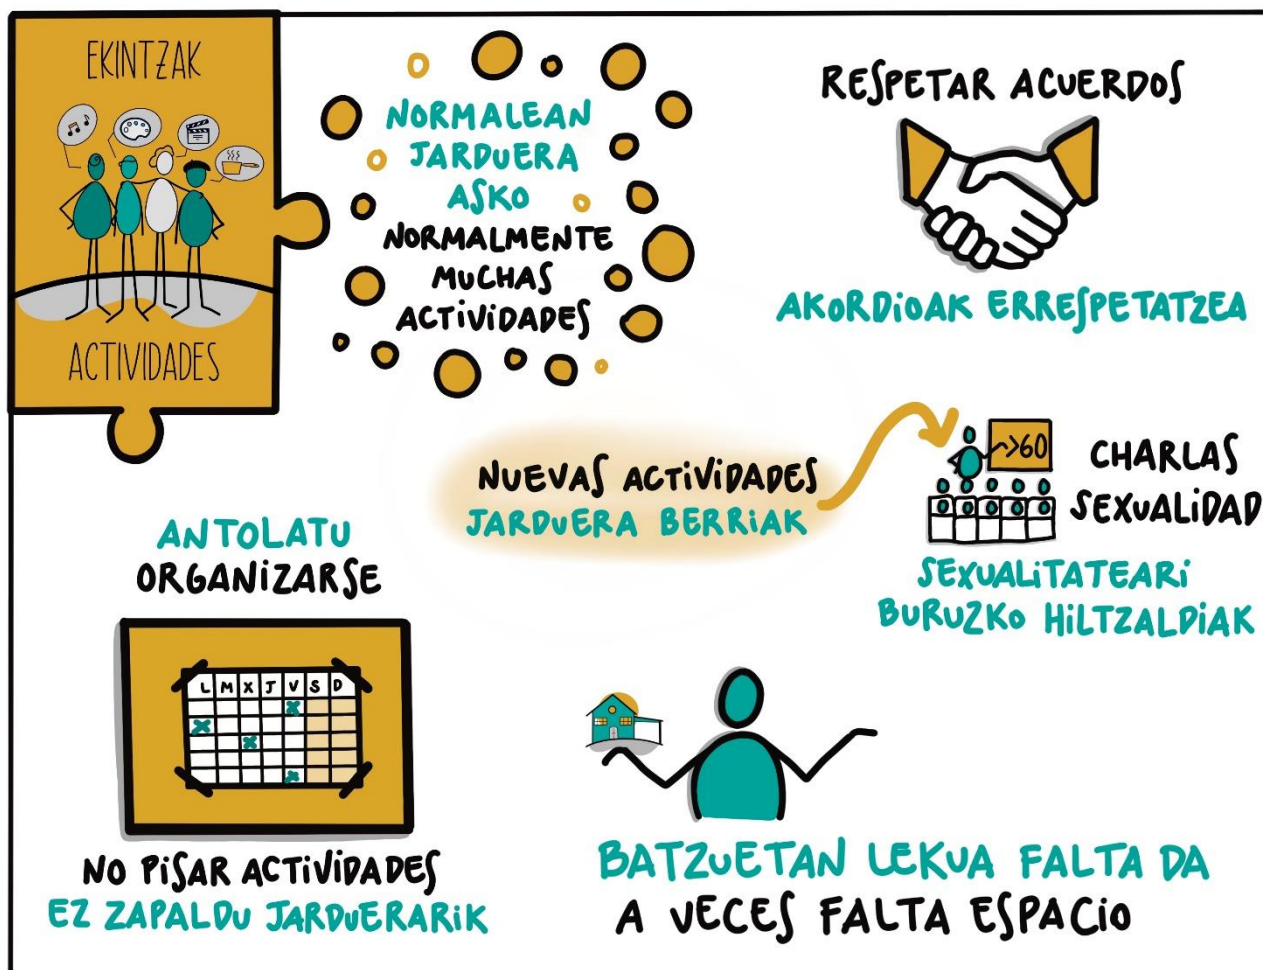 EKINTZAK
ACTIVIDADES
NORMALEAN
JARDUERA
ASKO
NORMALMENTE
MUCHAS
ACTIVIDADES
RESPETAR ACUERDOS
AKORDIOAK ERRESPETATZEA
NUEVAS ACTIVIDADES
JARDUERA BERRIAK
>60
CHARLAS
SEXUALIDAD
SEXUALITATEARI
BURUZKO HILTZALDIAK
ANTOLATU
ORGANIZARSE
L M X J V S D
NO PISAR ACTIVIDADES
EZ ZAPALDU JARDUERARIK
BATZUETAN LEKUA FALTA DA
A VECES FALTA ESPACIO